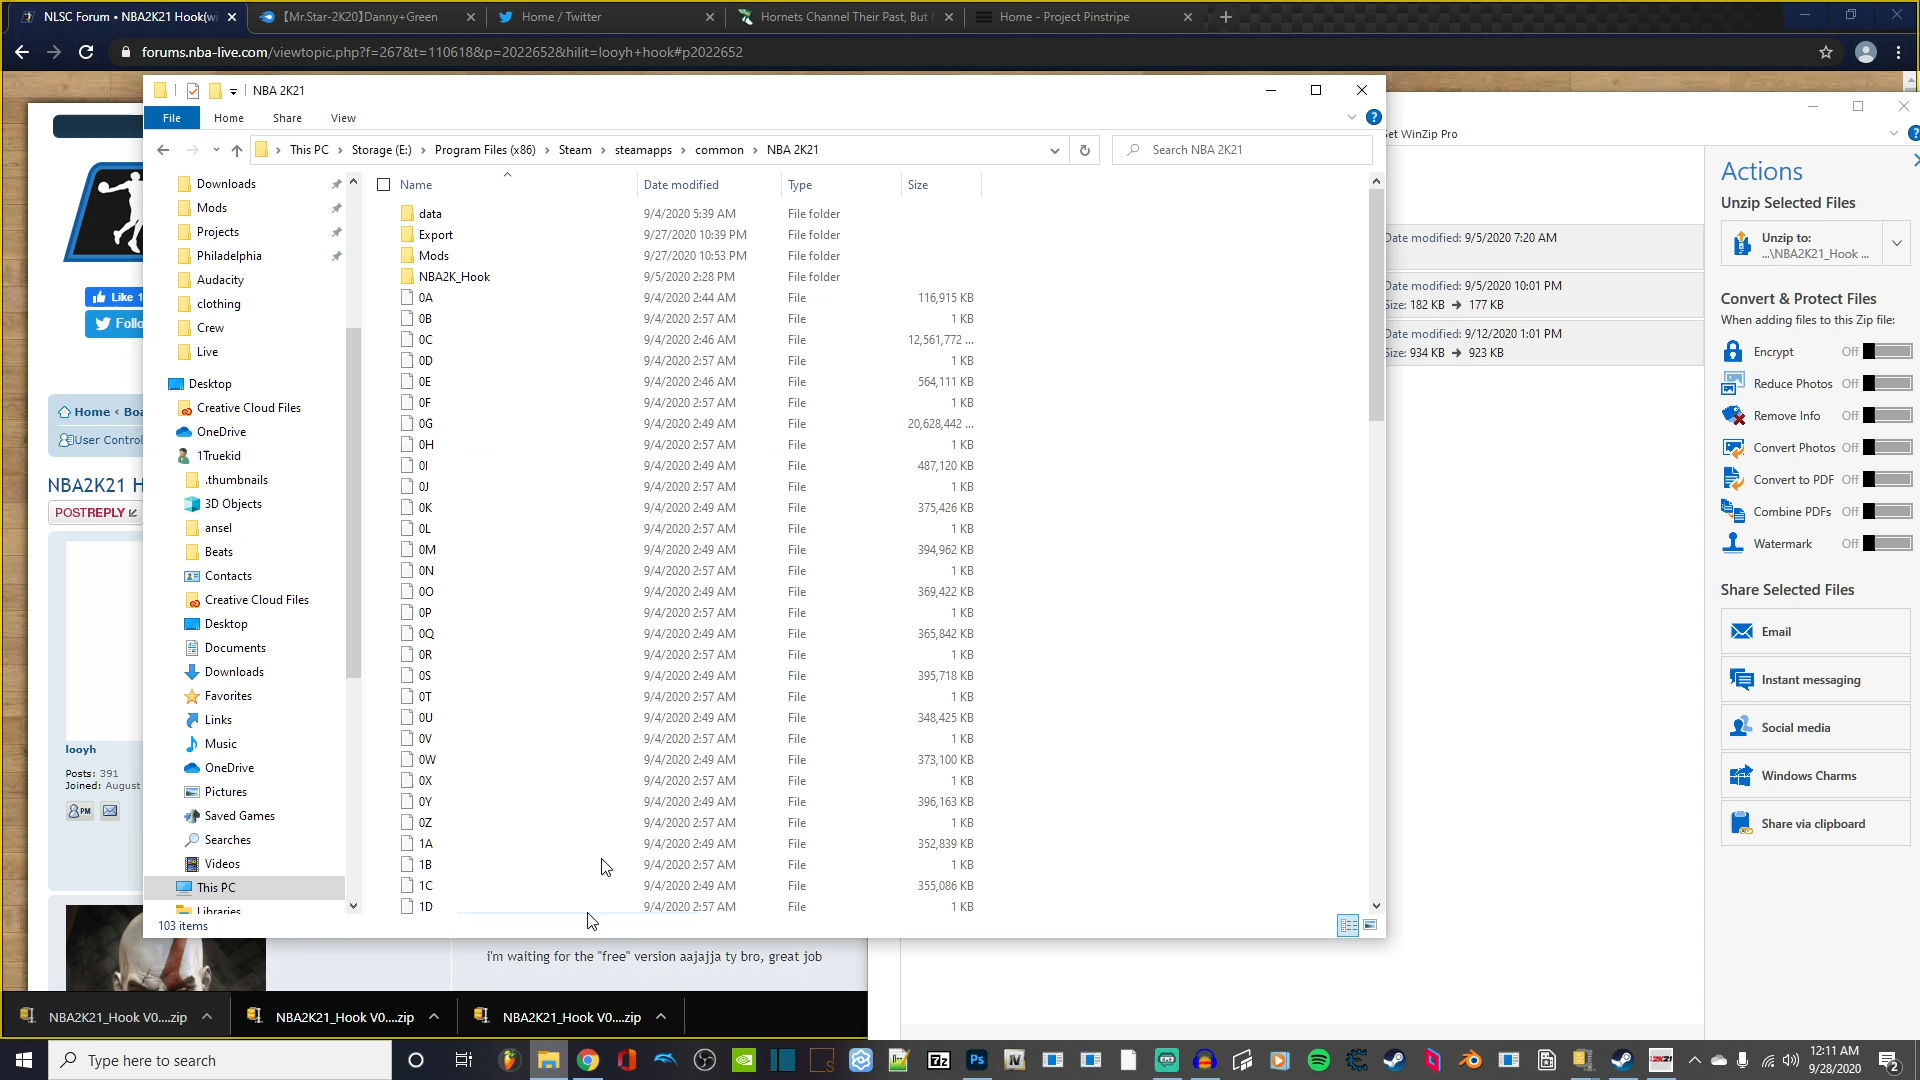 NLSC Forum • NBA2K21 Hook(wi
【Mr.Star-2K20】Danny+Green
Home / Twitter
Hornets Channel Their Past, But
Home - Project Pinstripe
forums.nba-live.com/viewtopic.php?f=267&t=110618&p=2022652&hilit=looyh+hook#p2022652
NBA 2K21
File
Home
Share
View
This PC › Storage (E:) › Program Files (x86) › Steam › steamapps › common › NBA 2K21
Search NBA 2K21
Downloads
Mods
Projects
Philadelphia
Audacity
clothing
Crew
Live
Desktop
Creative Cloud Files
OneDrive
1Truekid
.thumbnails
3D Objects
ansel
Beats
Contacts
Creative Cloud Files
Desktop
Documents
Downloads
Favorites
Links
Music
OneDrive
Pictures
Saved Games
Searches
Videos
This PC
Libraries
103 items
Name Date modified Type Size
data 9/4/2020 5:39 AM File folder
Export 9/27/2020 10:39 PM File folder
Mods 9/27/2020 10:53 PM File folder
NBA2K_Hook 9/5/2020 2:28 PM File folder
0A 9/4/2020 2:44 AM File 116,915 KB
0B 9/4/2020 2:57 AM File 1 KB
0C 9/4/2020 2:46 AM File 12,561,772 ...
0D 9/4/2020 2:57 AM File 1 KB
0E 9/4/2020 2:46 AM File 564,111 KB
0F 9/4/2020 2:57 AM File 1 KB
0G 9/4/2020 2:49 AM File 20,628,442 ...
0H 9/4/2020 2:57 AM File 1 KB
0I 9/4/2020 2:49 AM File 487,120 KB
0J 9/4/2020 2:57 AM File 1 KB
0K 9/4/2020 2:49 AM File 375,426 KB
0L 9/4/2020 2:57 AM File 1 KB
0M 9/4/2020 2:49 AM File 394,962 KB
0N 9/4/2020 2:57 AM File 1 KB
0O 9/4/2020 2:49 AM File 369,422 KB
0P 9/4/2020 2:57 AM File 1 KB
0Q 9/4/2020 2:49 AM File 365,842 KB
0R 9/4/2020 2:57 AM File 1 KB
0S 9/4/2020 2:49 AM File 395,718 KB
0T 9/4/2020 2:57 AM File 1 KB
0U 9/4/2020 2:49 AM File 348,425 KB
0V 9/4/2020 2:57 AM File 1 KB
0W 9/4/2020 2:49 AM File 373,100 KB
0X 9/4/2020 2:57 AM File 1 KB
0Y 9/4/2020 2:49 AM File 396,163 KB
0Z 9/4/2020 2:57 AM File 1 KB
1A 9/4/2020 2:49 AM File 352,839 KB
1B 9/4/2020 2:57 AM File 1 KB
1C 9/4/2020 2:49 AM File 355,086 KB
1D 9/4/2020 2:57 AM File 1 KB
Like 1
Follo
Home ‹ Boa
User Contro
NBA2K21 H
POSTREPLY
looyh
Posts: 391
Joined: August
PM
i'm waiting for the "free" version aajajja ty bro, great job
et WinZip Pro
Date modified: 9/5/2020 7:20 AM
Date modified: 9/5/2020 10:01 PM
Size: 182 KB → 177 KB
Date modified: 9/12/2020 1:01 PM
Size: 934 KB → 923 KB
Actions
Unzip Selected Files
Unzip to:
...\NBA2K21_Hook ...
Convert & Protect Files
When adding files to this Zip file:
Encrypt Off
Reduce Photos Off
Remove Info Off
Convert Photos Off
Convert to PDF Off
Combine PDFs Off
Watermark Off
Share Selected Files
Email
Instant messaging
Social media
Windows Charms
Share via clipboard
NBA2K21_Hook V0....zip
NBA2K21_Hook V0....zip
NBA2K21_Hook V0....zip
Type here to search
7z
Ps
IV
2K21
12:11 AM
9/28/2020
2